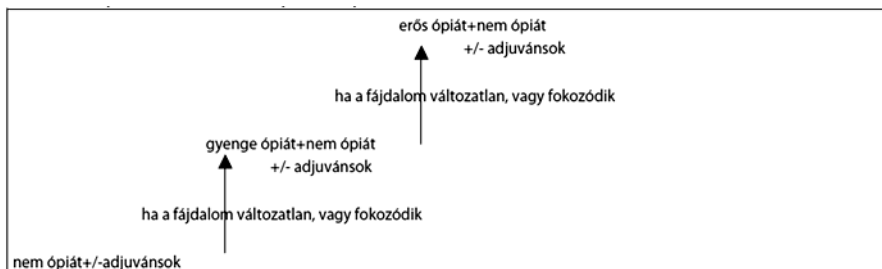 erős ópiát+nem ópiát
+/- adjuvánsok
ha a fájdalom változatlan, vagy fokozódik
gyenge ópiát+nem ópiát
+/- adjuvánsok
ha a fájdalom változatlan, vagy fokozódik
nem ópiát+/-adjuvánsok